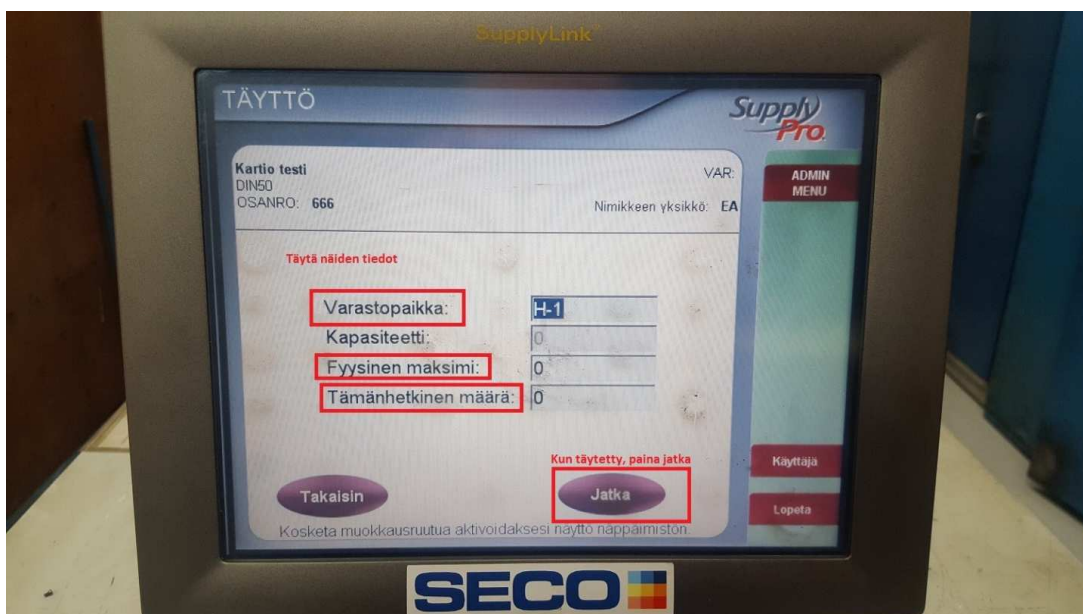 SupplyLink
TÄYTTÖ
Supply
Pro
Kartio testi
VAR:
DIN50
OSANRO: 666
Nimikkeen yksikkö: EA
ADMIN
MENU
Täytä näiden tiedot
Varastopaikka: H-1
Kapasiteetti: 0
Fyysinen maksimi: 0
Tämänhetkinen määrä: 0
Kun täytetty, paina jatka
Takaisin
Jatka
Käyttäjä
Lopeta
Kosketa muokkausruutua aktivoidaksesi näyttö näppäimistön.
SECO